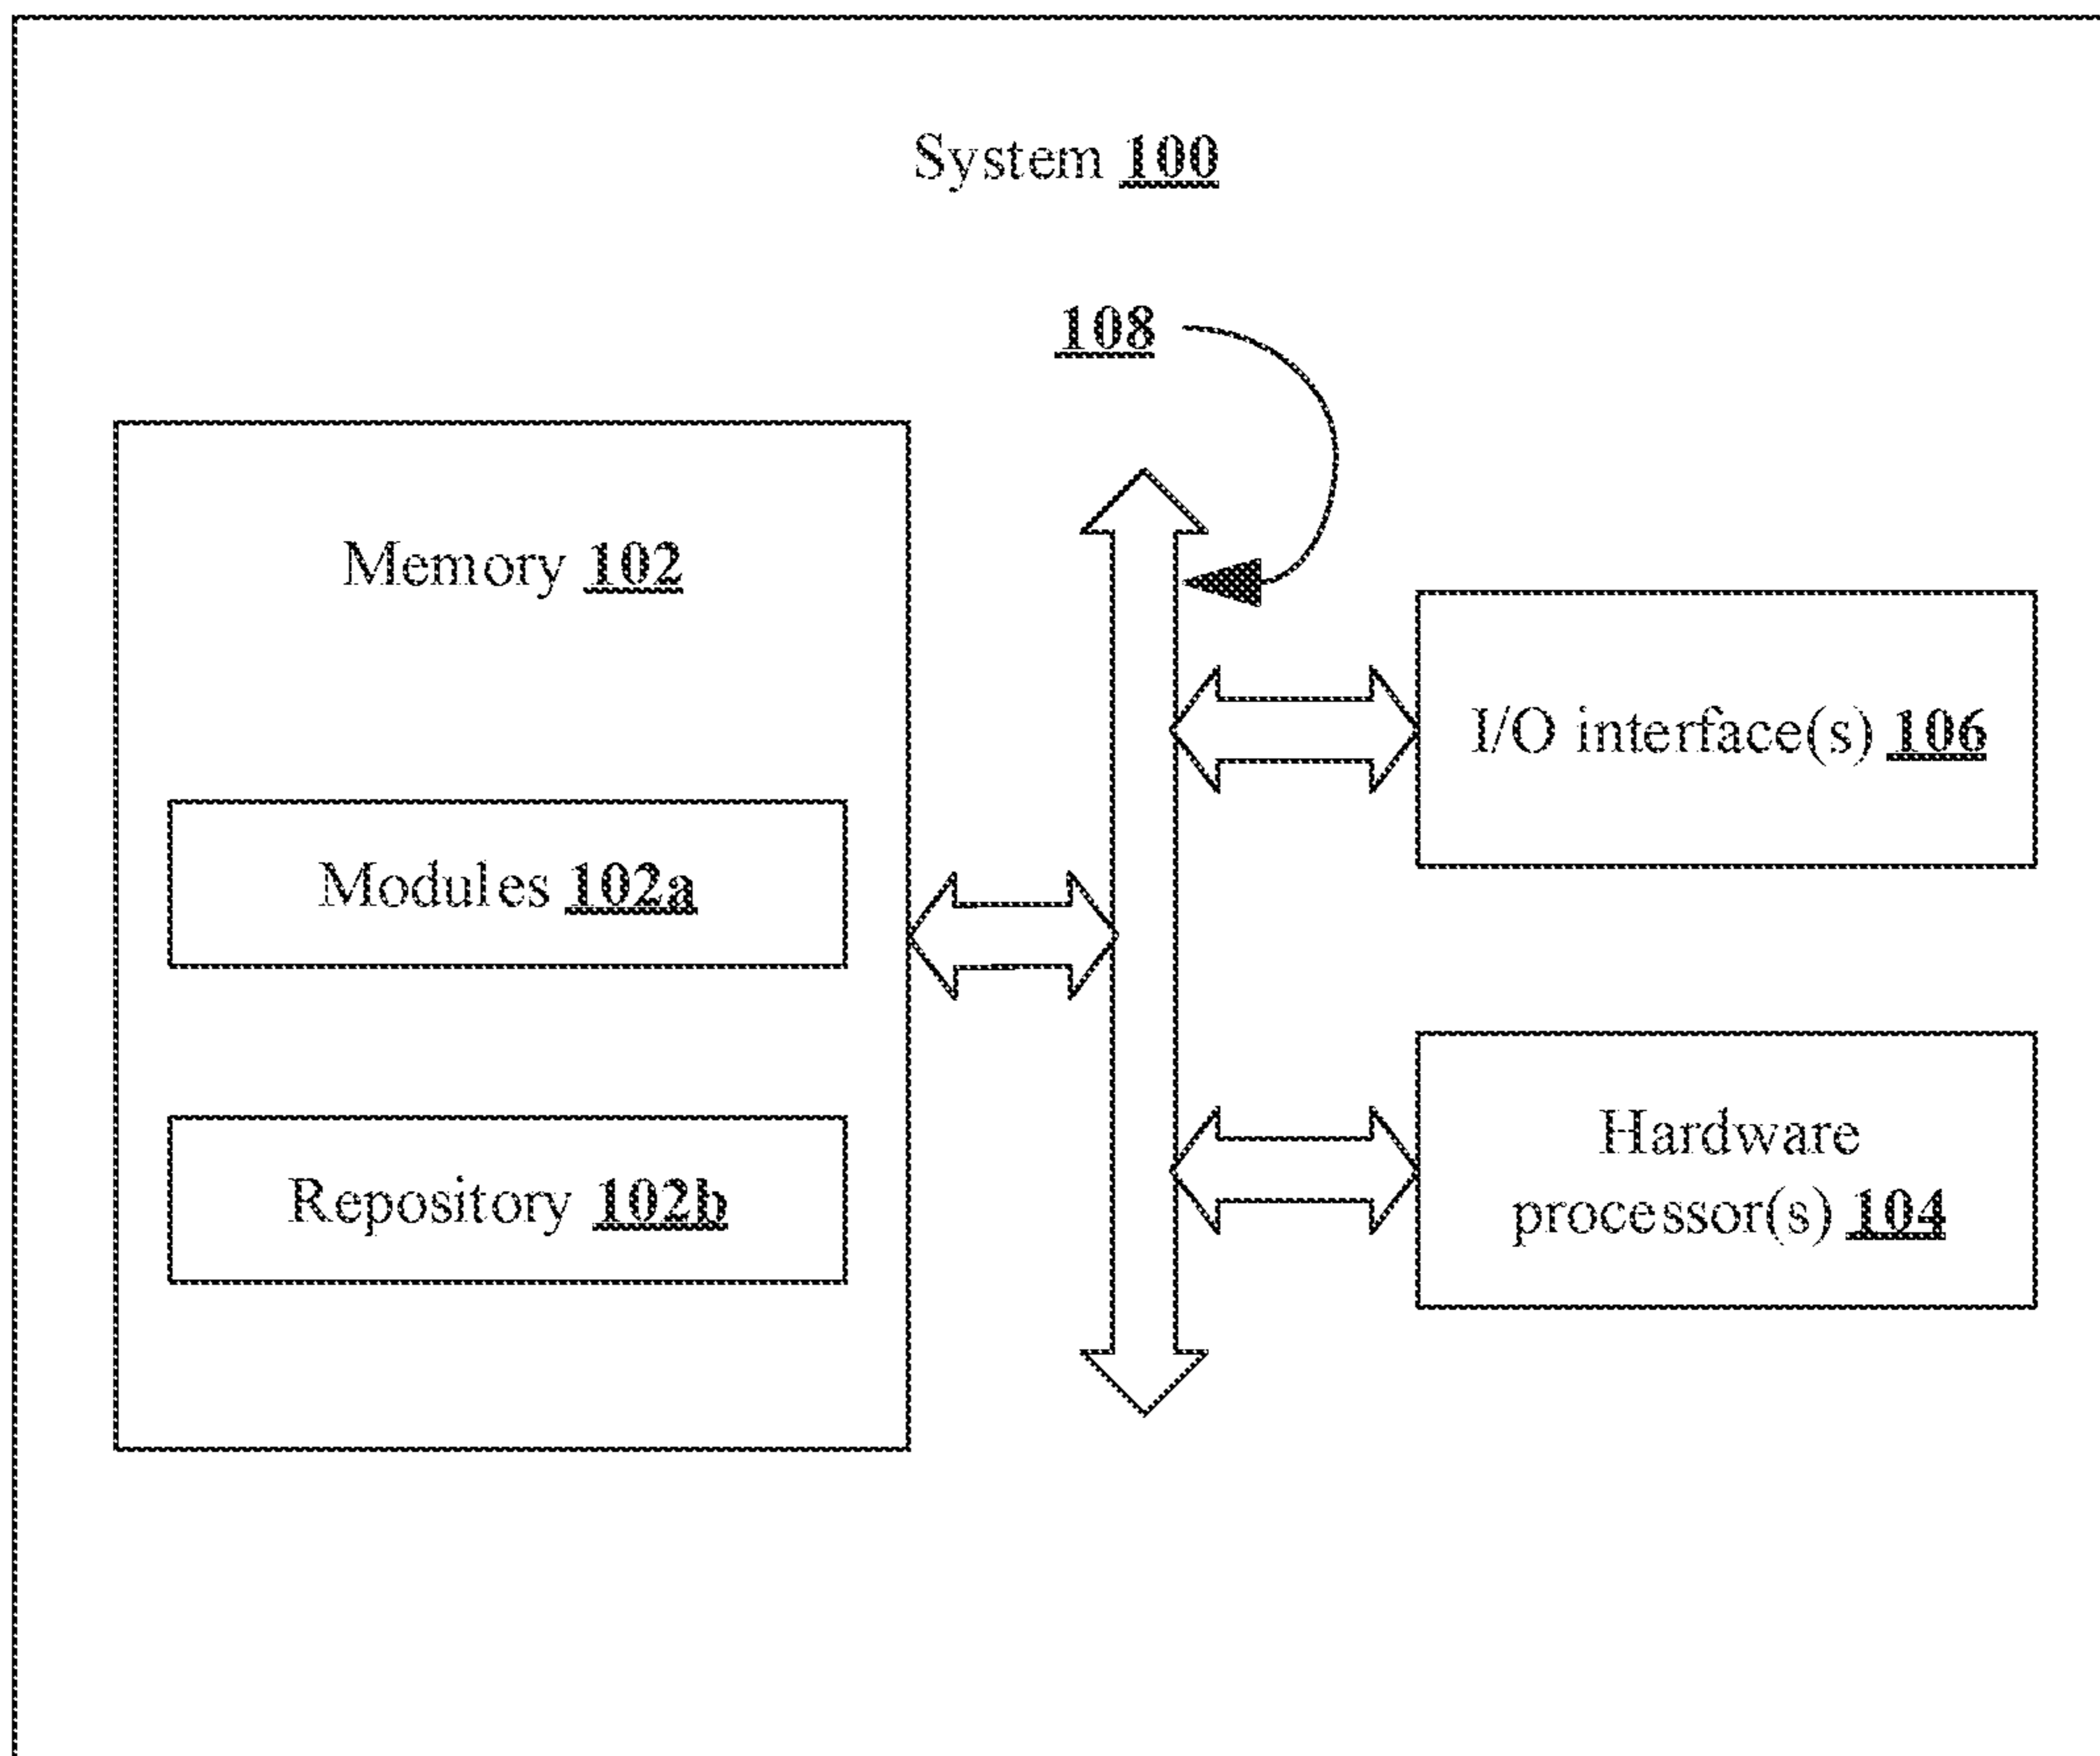 System 100
108
Memory 102
I/O interface(s) 106
Modules 102a
Hardware
processor(s) 104
Repository 102b